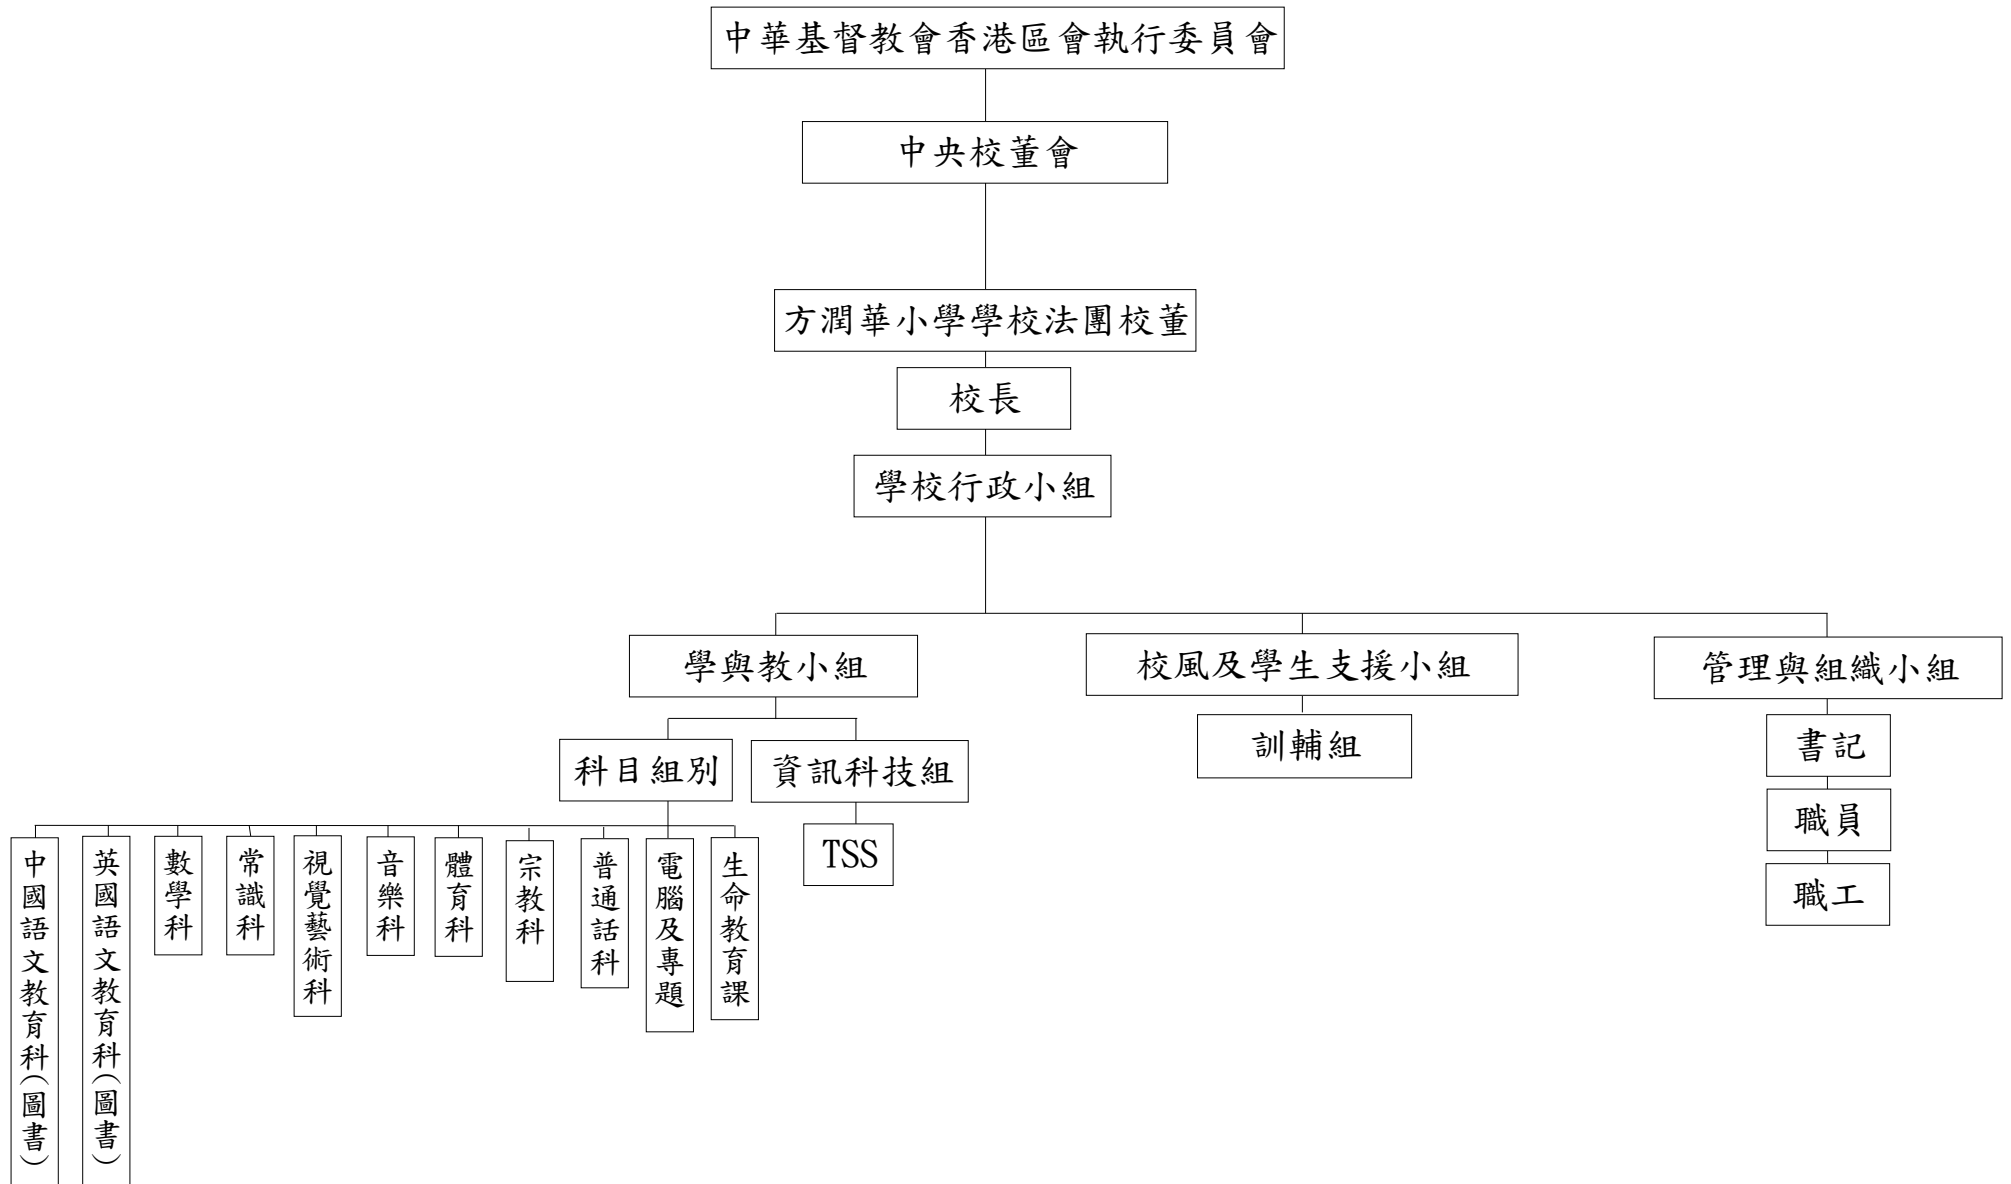 中華基督教會香港區會執行委員會
中央校董會
方潤華小學學校法團校董
校長
學校行政小組
學與教小組
校風及學生支援小組
管理與組織小組
科目組別
資訊科技組
訓輔組
書記
職員
職工
TSS
中國語文教育科(圖書)
英國語文教育科(圖書)
數學科
常識科
視覺藝術科
音樂科
體育科
宗教科
普通話科
電腦及專題
生命教育課